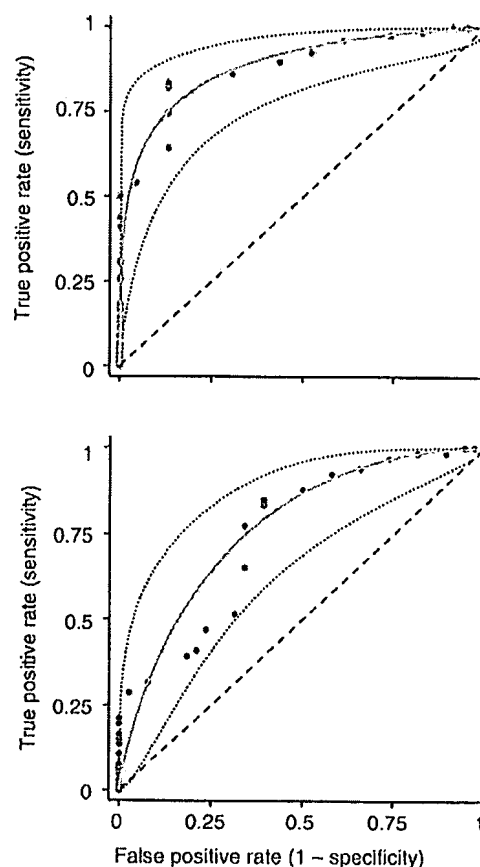 True positive rate (sensitivity)
1
0.75
0.5
0.25
0
True positive rate (sensitivity)
1
0.75
0.5
0.25
0
0 0.25 0.5 0.75 1
False positive rate (1 – specificity)